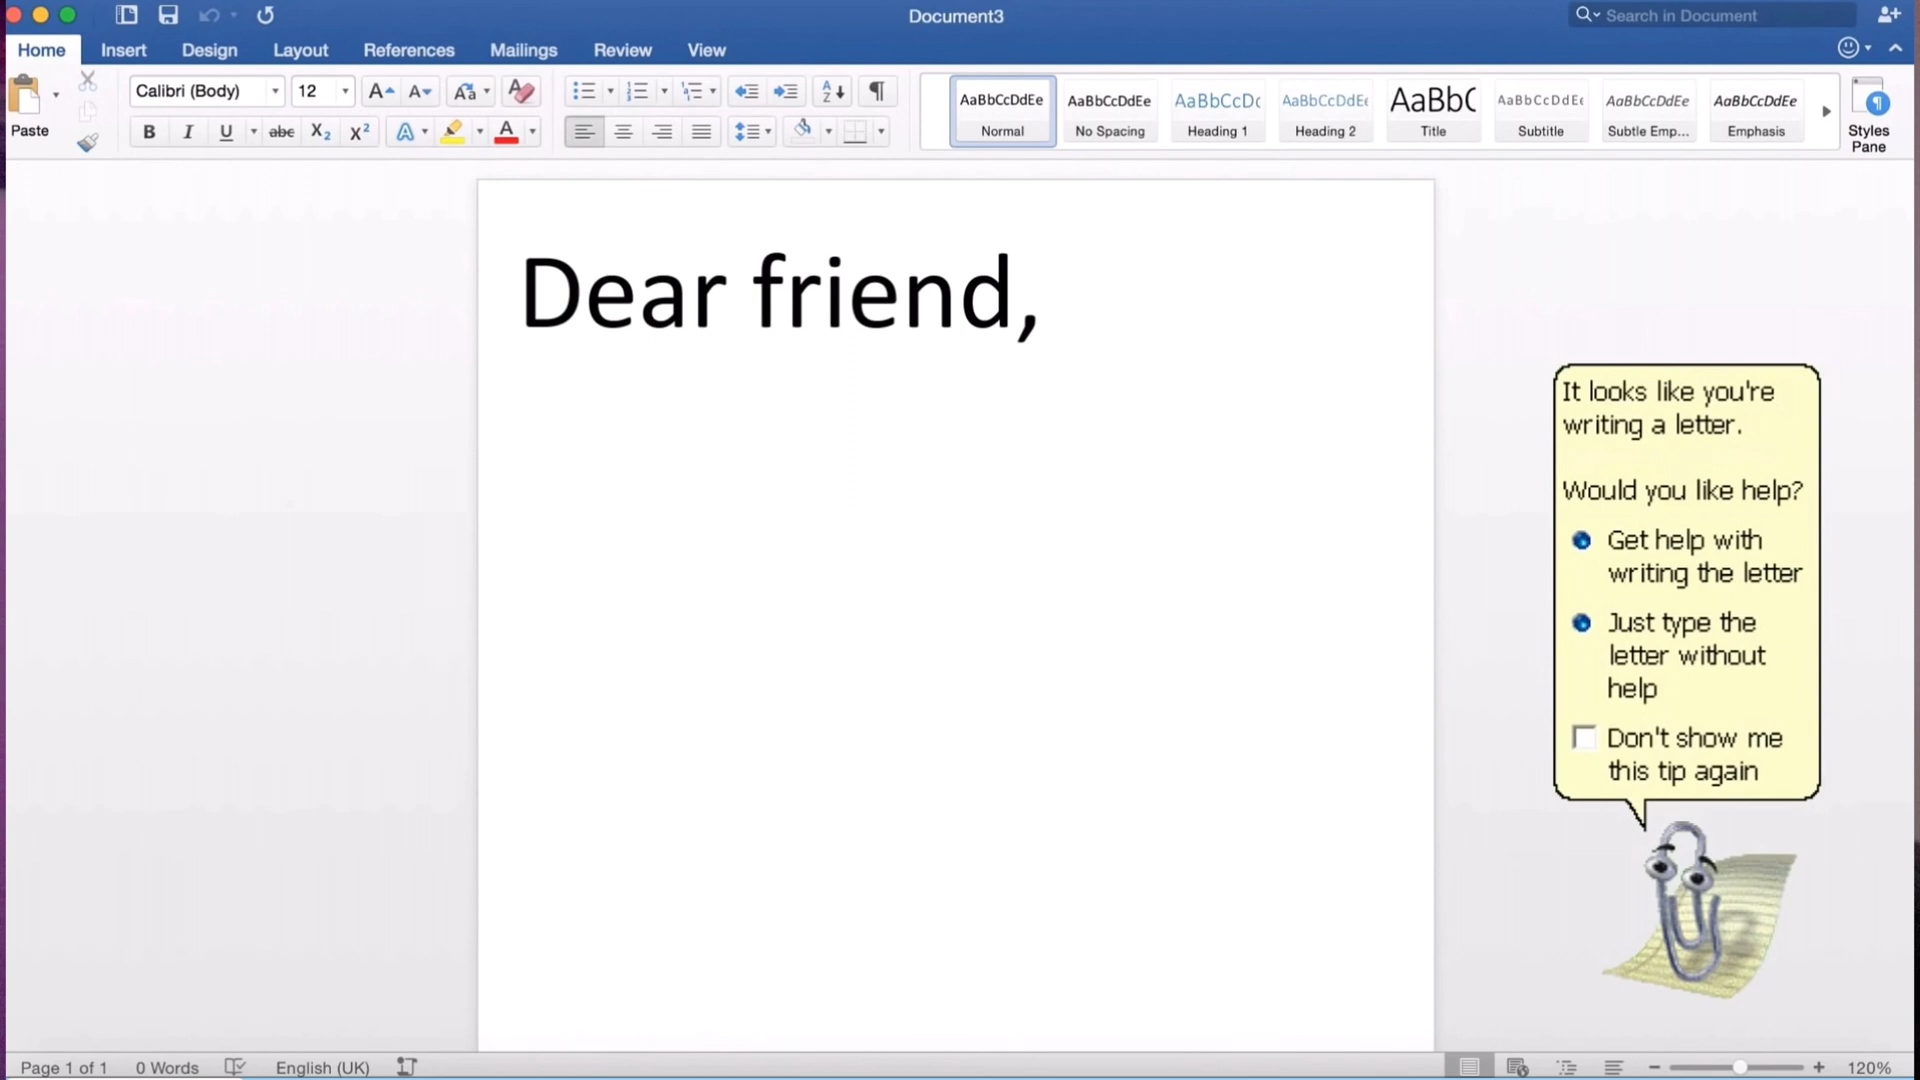 Document3
Search in Document
Home Insert Design Layout References Mailings Review View
Paste
Calibri (Body) 12
B I U abc X2 X2
AaBbCcDdEe AaBbCcDdEe AaBbCcDc AaBbCcDdEe AaBbC AaBbCcDdEe AaBbCcDdEe AaBbCcDdEe
Normal No Spacing Heading 1 Heading 2 Title Subtitle Subtle Emp... Emphasis
Styles
Pane
Dear friend,
It looks like you're
writing a letter.
Would you like help?
Get help with
writing the letter
Just type the
letter without
help
Don't show me
this tip again
Page 1 of 1 0 Words English (UK) 120%